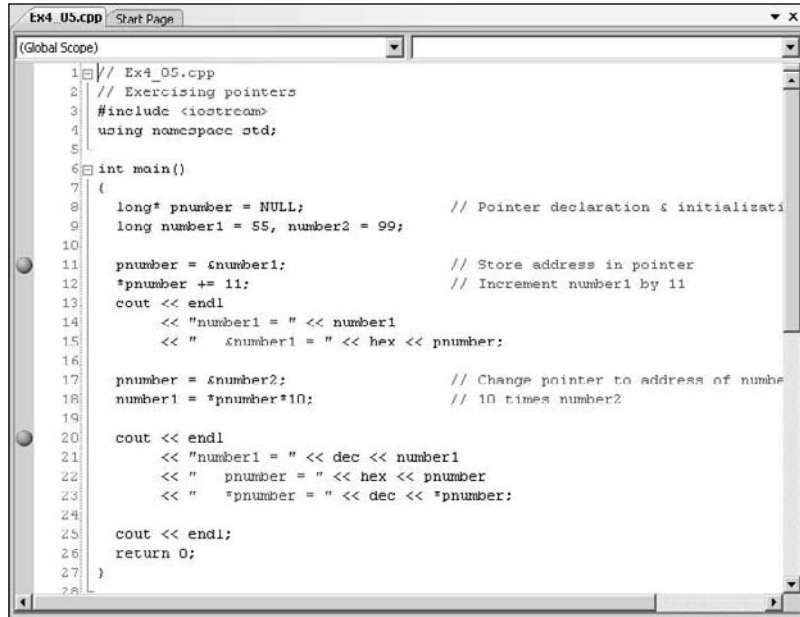 Ex4_05.cpp Start Page
(Global Scope)
1 // Ex4_05.cpp
2 // Exercising pointers
3 #include <iostream>
4 using namespace std;
5
6 int main()
7 {
8 long* pnumber = NULL; // Pointer declaration & initializati
9 long number1 = 55, number2 = 99;
10
11 pnumber = &number1; // Store address in pointer
12 *pnumber += 11; // Increment number1 by 11
13 cout << endl
14 << "number1 = " << number1
15 << "   &number1 = " << hex << pnumber;
16
17 pnumber = &number2; // Change pointer to address of numbe
18 number1 = *pnumber*10; // 10 times number2
19
20 cout << endl
21 << "number1 = " << dec << number1
22 << "   pnumber = " << hex << pnumber
23 << "   *pnumber = " << dec << *pnumber;
24
25 cout << endl;
26 return 0;
27 }
28